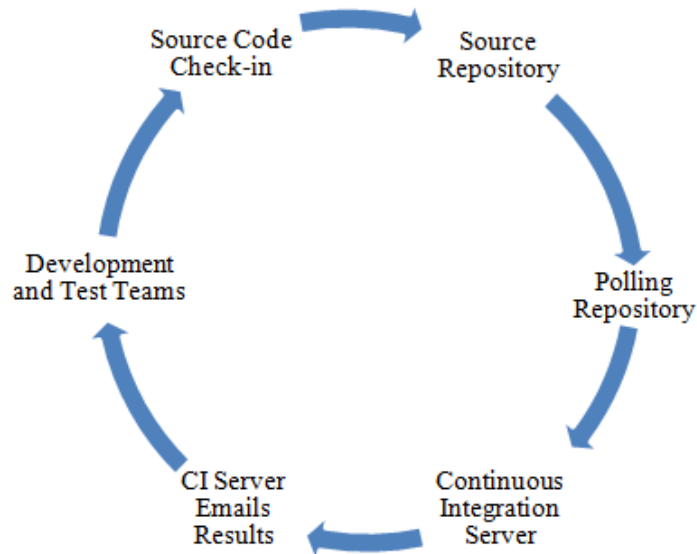 Source Code
Check-in
Source
Repository
Polling
Repository
Continuous
Integration
Server
CI Server
Emails
Results
Development
and Test Teams